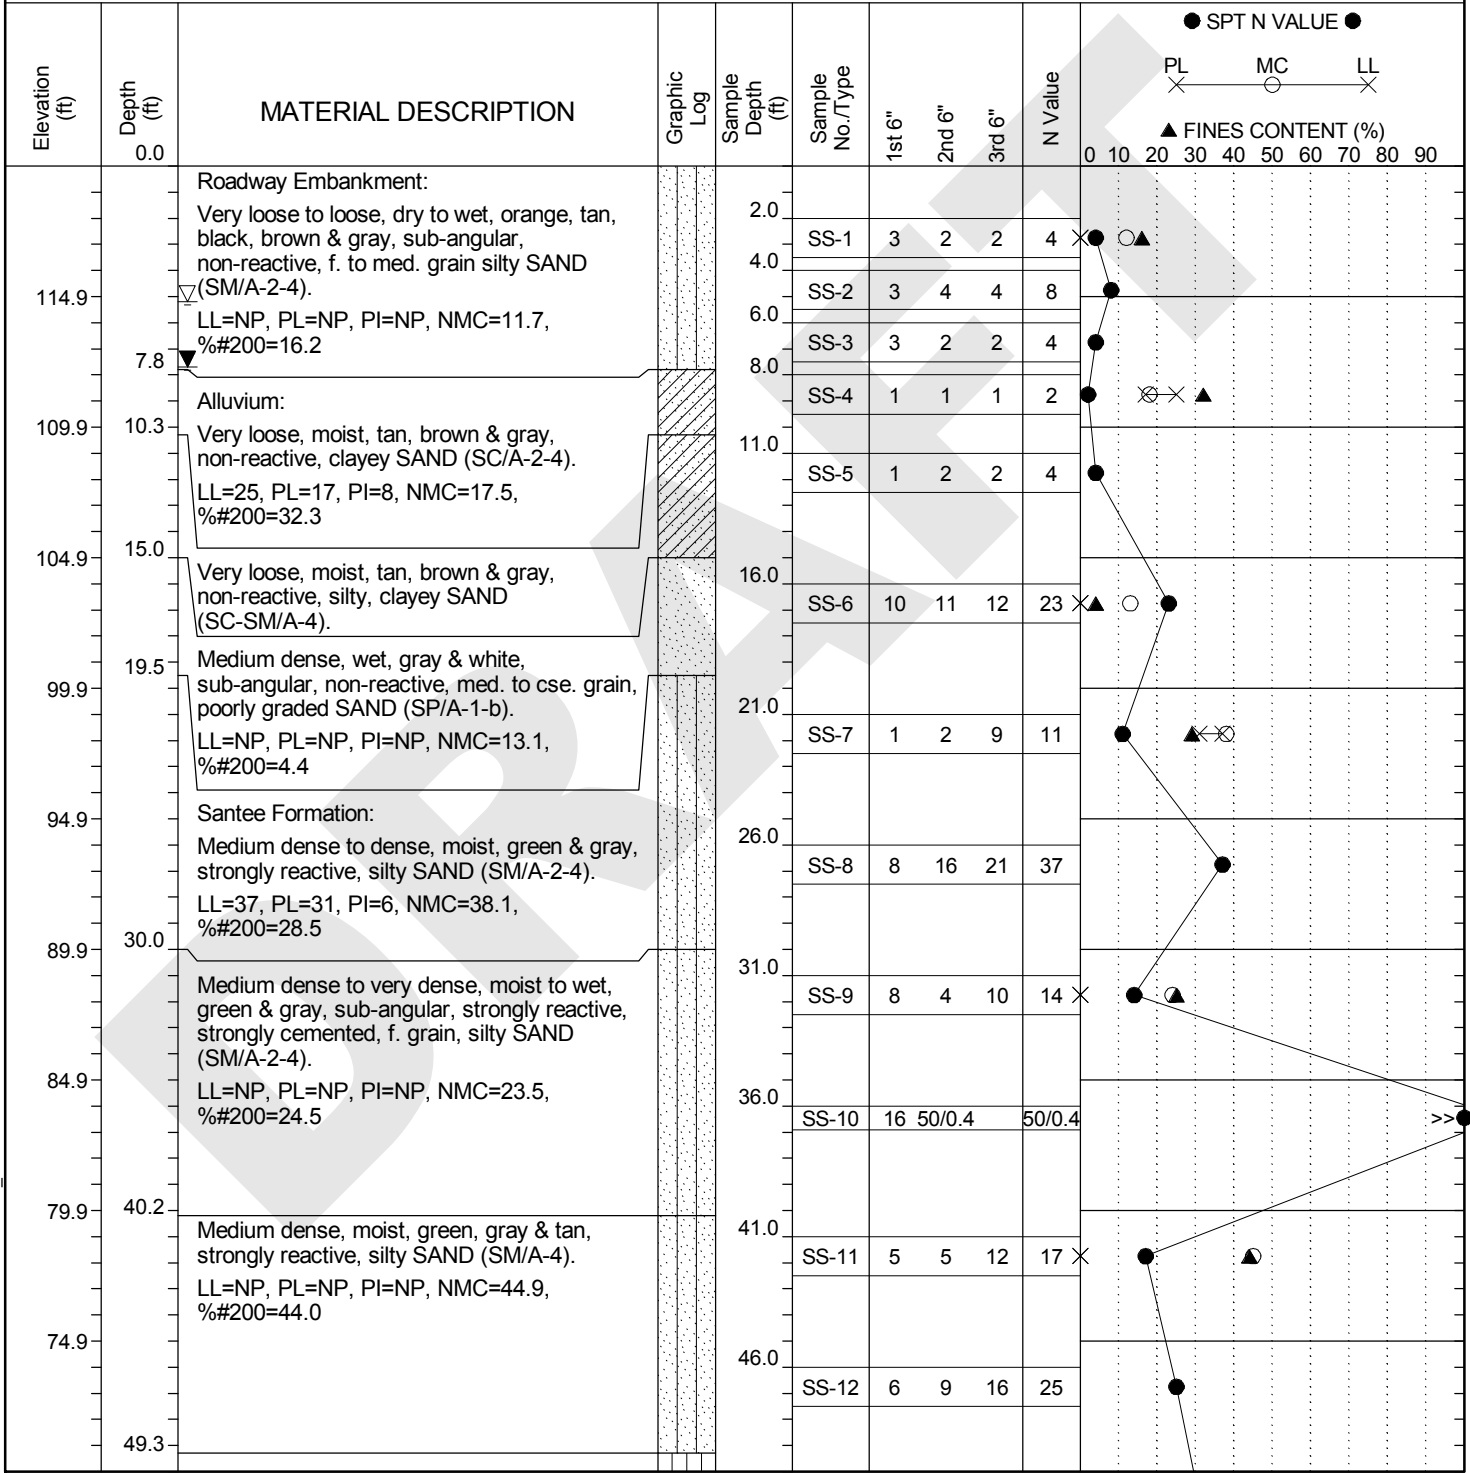 SPT N VALUE
PL MC LL
FINES CONTENT (%)
0 10 20 30 40 50 60 70 80 90
Elevation (ft)
Depth (ft)
0.0
MATERIAL DESCRIPTION
Graphic Log
Sample Depth (ft)
Sample No./Type
1st 6"
2nd 6"
3rd 6"
N Value
Roadway Embankment:
Very loose to loose, dry to wet, orange, tan,
black, brown & gray, sub-angular,
non-reactive, f. to med. grain silty SAND
(SM/A-2-4).
LL=NP, PL=NP, PI=NP, NMC=11.7,
%#200=16.2
2.0
SS-1 3 2 2 4
4.0
114.9
SS-2 3 4 4 8
6.0
SS-3 3 2 2 4
7.8
8.0
Alluvium:
SS-4 1 1 1 2
109.9
10.3
Very loose, moist, tan, brown & gray,
non-reactive, clayey SAND (SC/A-2-4).
LL=25, PL=17, PI=8, NMC=17.5,
%#200=32.3
11.0
SS-5 1 2 2 4
104.9
15.0
Very loose, moist, tan, brown & gray,
non-reactive, silty, clayey SAND
(SC-SM/A-4).
16.0
SS-6 10 11 12 23
99.9
19.5
Medium dense, wet, gray & white,
sub-angular, non-reactive, med. to cse. grain,
poorly graded SAND (SP/A-1-b).
LL=NP, PL=NP, PI=NP, NMC=13.1,
%#200=4.4
21.0
SS-7 1 2 9 11
94.9
Santee Formation:
Medium dense to dense, moist, green & gray,
strongly reactive, silty SAND (SM/A-2-4).
LL=37, PL=31, PI=6, NMC=38.1,
%#200=28.5
26.0
SS-8 8 16 21 37
89.9
30.0
Medium dense to very dense, moist to wet,
green & gray, sub-angular, strongly reactive,
strongly cemented, f. grain, silty SAND
(SM/A-2-4).
LL=NP, PL=NP, PI=NP, NMC=23.5,
%#200=24.5
31.0
SS-9 8 4 10 14
84.9
36.0
SS-10 16 50/0.4 50/0.4 >>
79.9
40.2
Medium dense, moist, green, gray & tan,
strongly reactive, silty SAND (SM/A-4).
LL=NP, PL=NP, PI=NP, NMC=44.9,
%#200=44.0
41.0
SS-11 5 5 12 17
74.9
46.0
SS-12 6 9 16 25
49.3
DRAFT